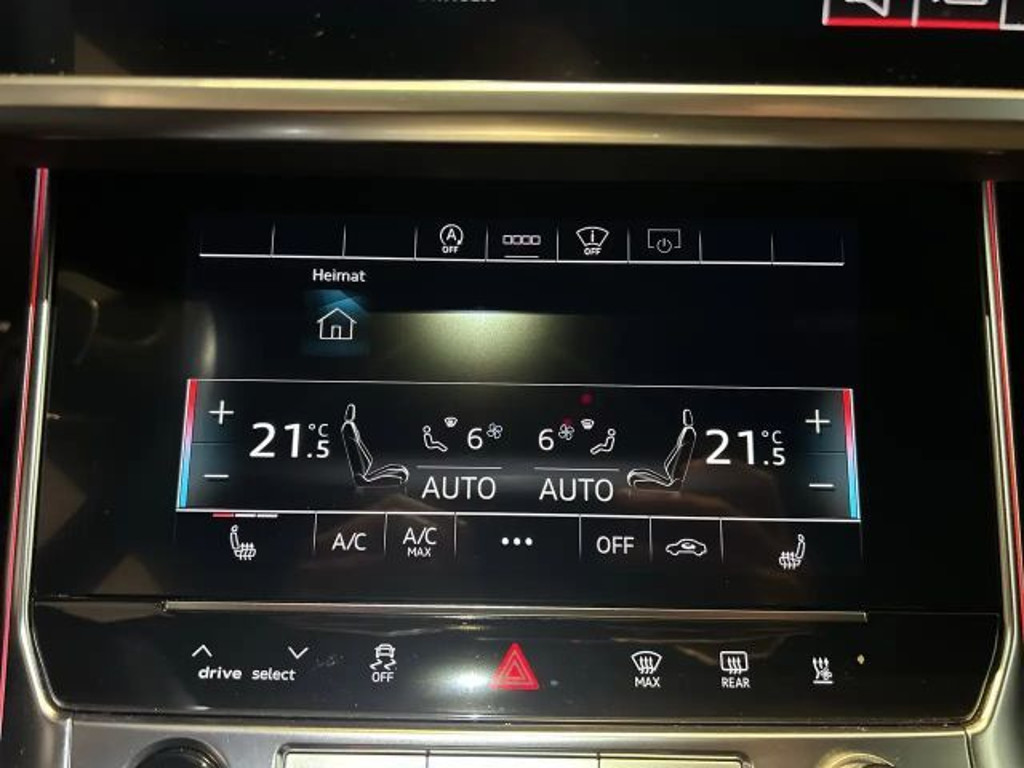 A
OFF
i
OFF
Heimat
+ 21.5 °C 6 6 21.5 °C +
− AUTO AUTO −
A/C A/C MAX ••• OFF
drive select OFF MAX REAR